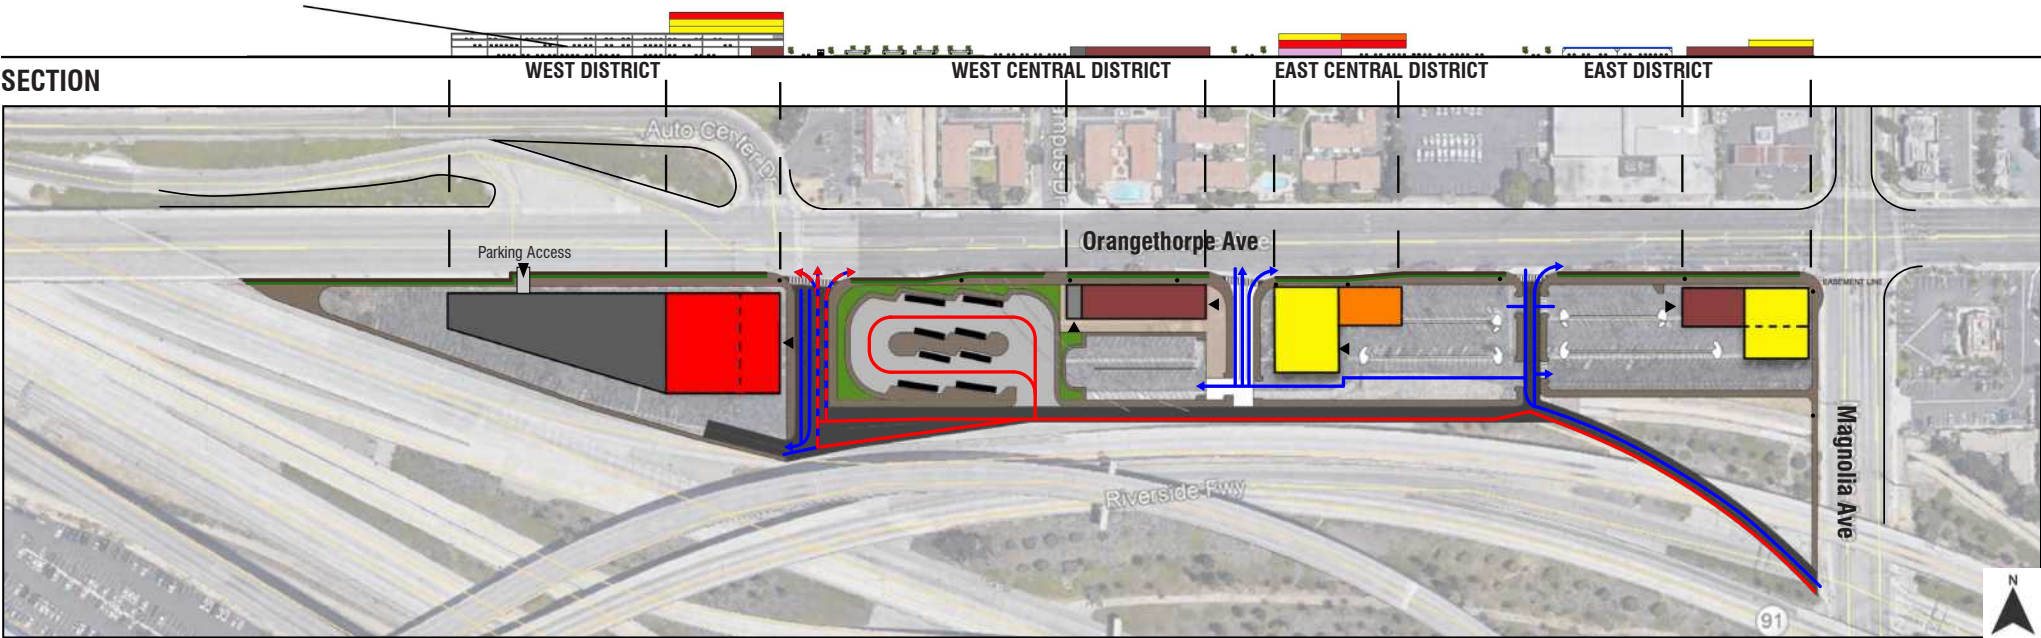 SECTION
WEST DISTRICT
WEST CENTRAL DISTRICT
EAST CENTRAL DISTRICT
EAST DISTRICT
Auto Center Dr
Parking Access
Orangethorpe Ave
EASEMENT LINE
Magnolia Ave
Riverside Fwy
91
N